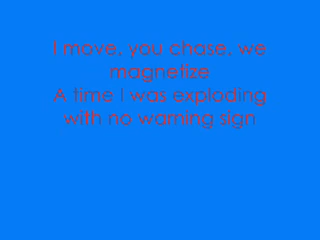 I move, you chase, we
magnetize
A time I was exploding
with no warning sign